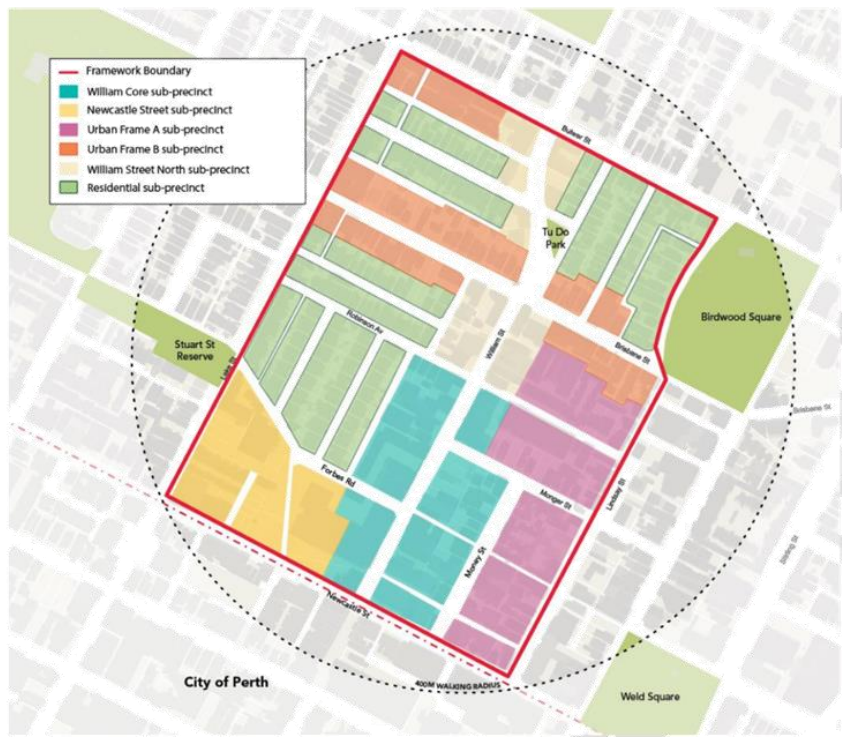 Framework Boundary
William Core sub-precinct
Newcastle Street sub-precinct
Urban Frame A sub-precinct
Urban Frame B sub-precinct
William Street North sub-precinct
Residential sub-precinct
Bulwer St
Tu Do
Park
Birdwood Square
Robinson Av
William St
Brisbane St
Stuart St
Reserve
Lake St
Brisbane St
Forbes Rd
Monger St
Lindsay St
Stirling St
Money St
Newcastle St
City of Perth
400M WALKING RADIUS
Weld Square